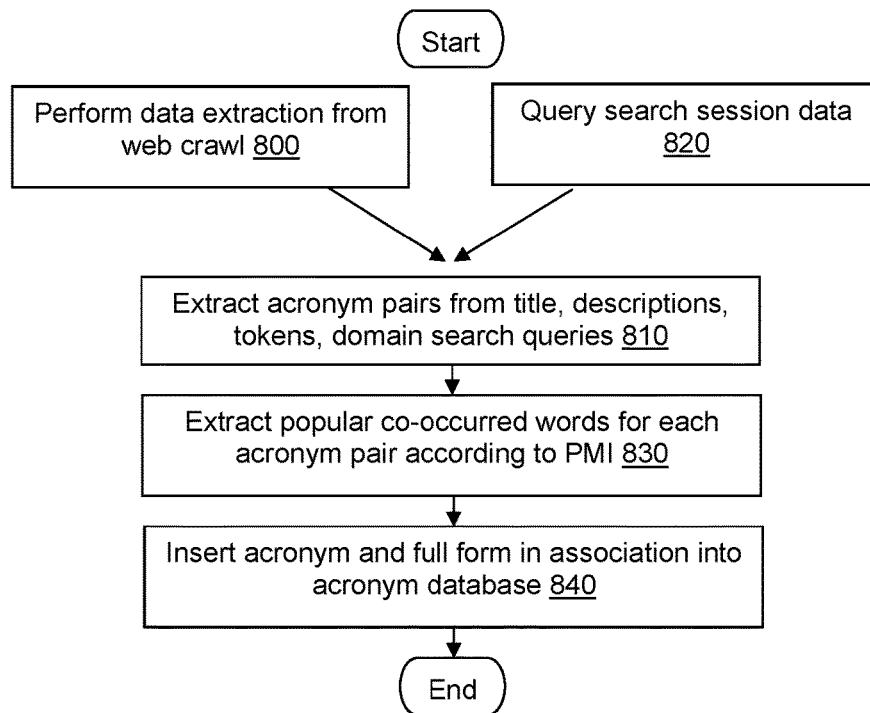 Start
Perform data extraction from
web crawl 800
Query search session data
820
Extract acronym pairs from title, descriptions,
tokens, domain search queries 810
Extract popular co-occurred words for each
acronym pair according to PMI 830
Insert acronym and full form in association into
acronym database 840
End